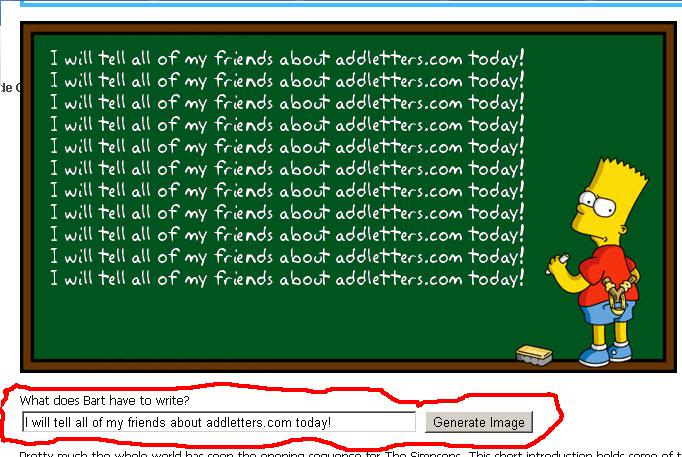 I will tell all of my friends about addletters.com today!
I will tell all of my friends about addletters.com today!
I will tell all of my friends about addletters.com today!
I will tell all of my friends about addletters.com today!
I will tell all of my friends about addletters.com today!
I will tell all of my friends about addletters.com today!
I will tell all of my friends about addletters.com today!
I will tell all of my friends about addletters.com today!
I will tell all of my friends about addletters.com today!
I will tell all of my friends about addletters.com today!
I will tell all of my friends about addletters.com today!
What does Bart have to write?
I will tell all of my friends about addletters.com today! Generate Image
Pretty much the whole world has seen the opening sequence for The Simpsons. This short introduction holds some of